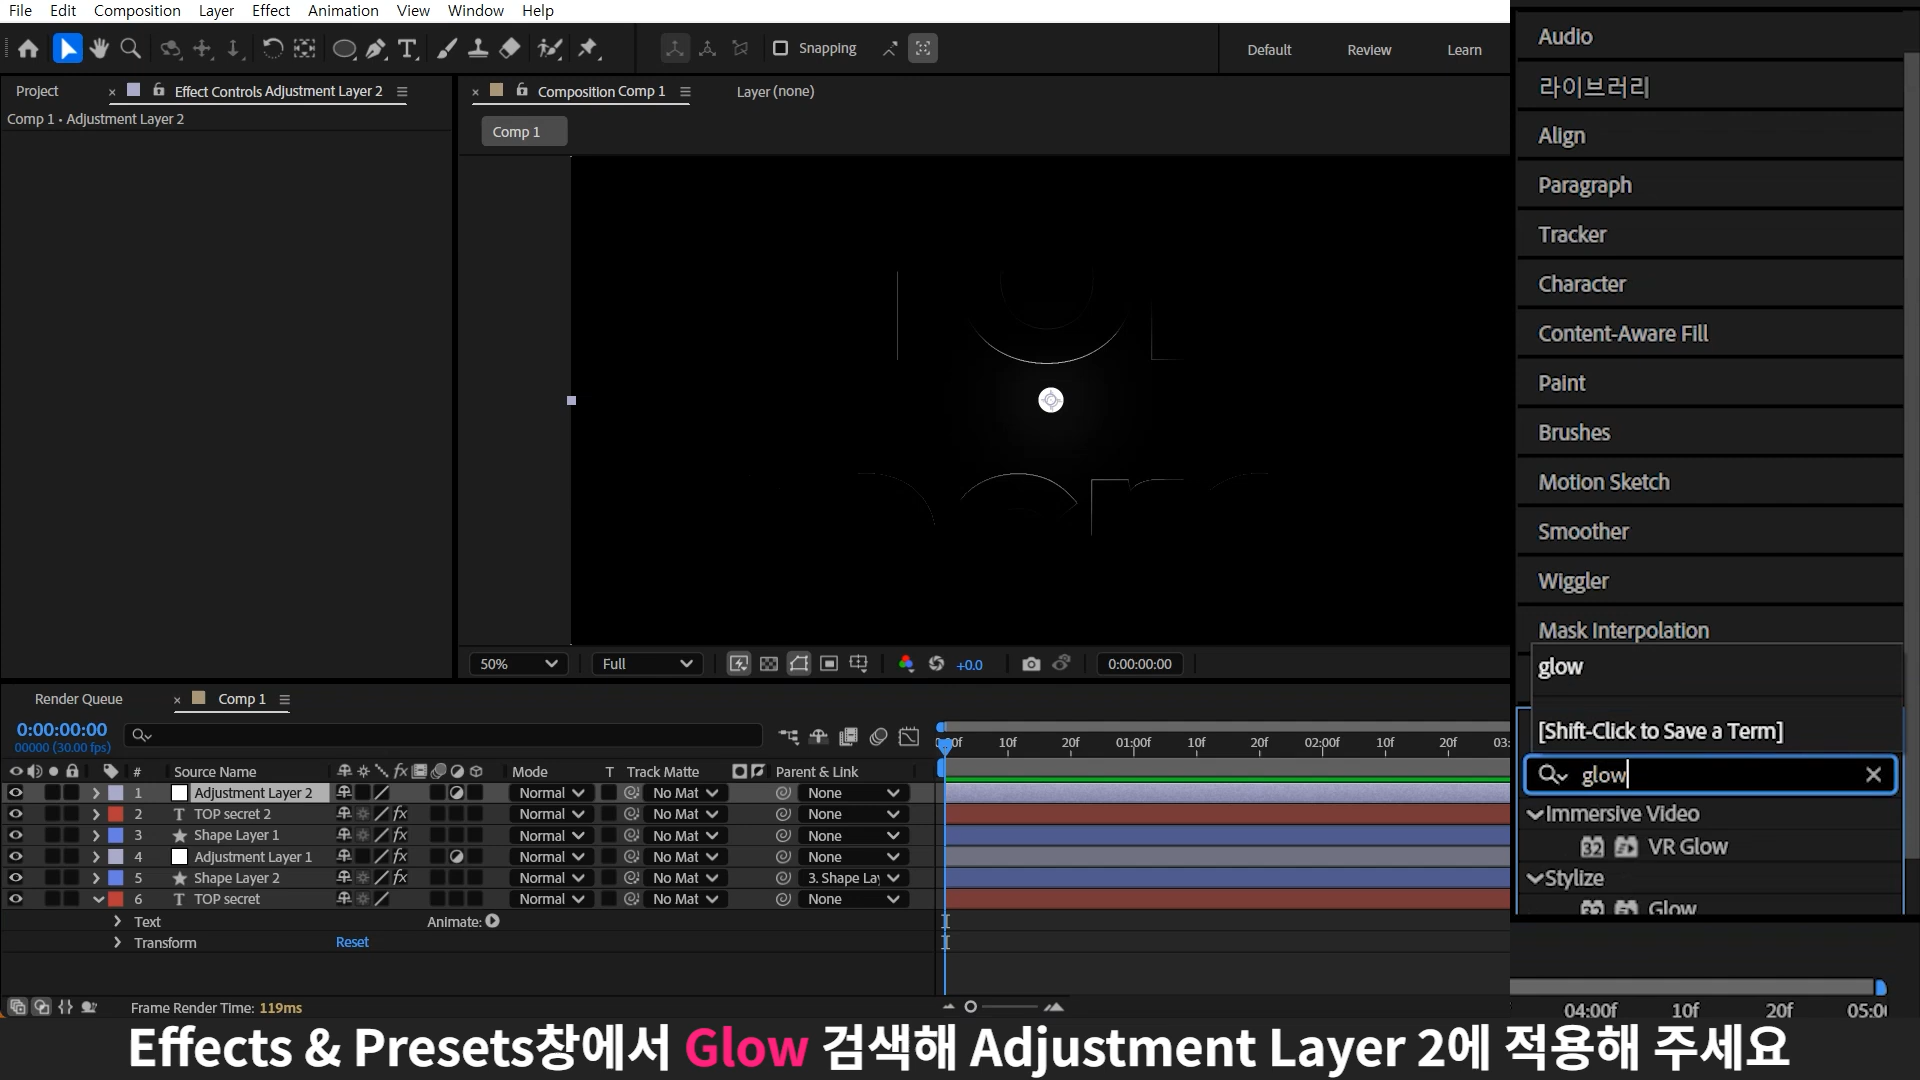 File Edit Composition Layer Effect Animation View Window Help
Snapping
Default Review Learn
Project × Effect Controls Adjustment Layer 2
Comp 1 • Adjustment Layer 2
× Composition Comp 1 Layer (none)
Comp 1
50% Full +0.0 0:00:00:00
Render Queue × Comp 1
0:00:00:00
00000 (30.00 fps)
10f 20f 01:00f 10f 20f 02:00f 10f 20f
# Source Name fx Mode T Track Matte Parent & Link
1 Adjustment Layer 2 Normal No Mat None
2 T TOP secret 2 fx Normal No Mat None
3 Shape Layer 1 fx Normal No Mat None
4 Adjustment Layer 1 fx Normal No Mat None
5 Shape Layer 2 fx Normal No Mat 3. Shape Lay
6 T TOP secret Normal No Mat None
Text Animate:
Transform Reset
Frame Render Time: 119ms
Audio
라이브러리
Align
Paragraph
Tracker
Character
Content-Aware Fill
Paint
Brushes
Motion Sketch
Smoother
Wiggler
Mask Interpolation
glow
[Shift-Click to Save a Term]
glow
Immersive Video
32 VR Glow
Stylize
32 Glow
04:00f 10f 20f
Effects & Presets창에서 Glow 검색해 Adjustment Layer 2에 적용해 주세요